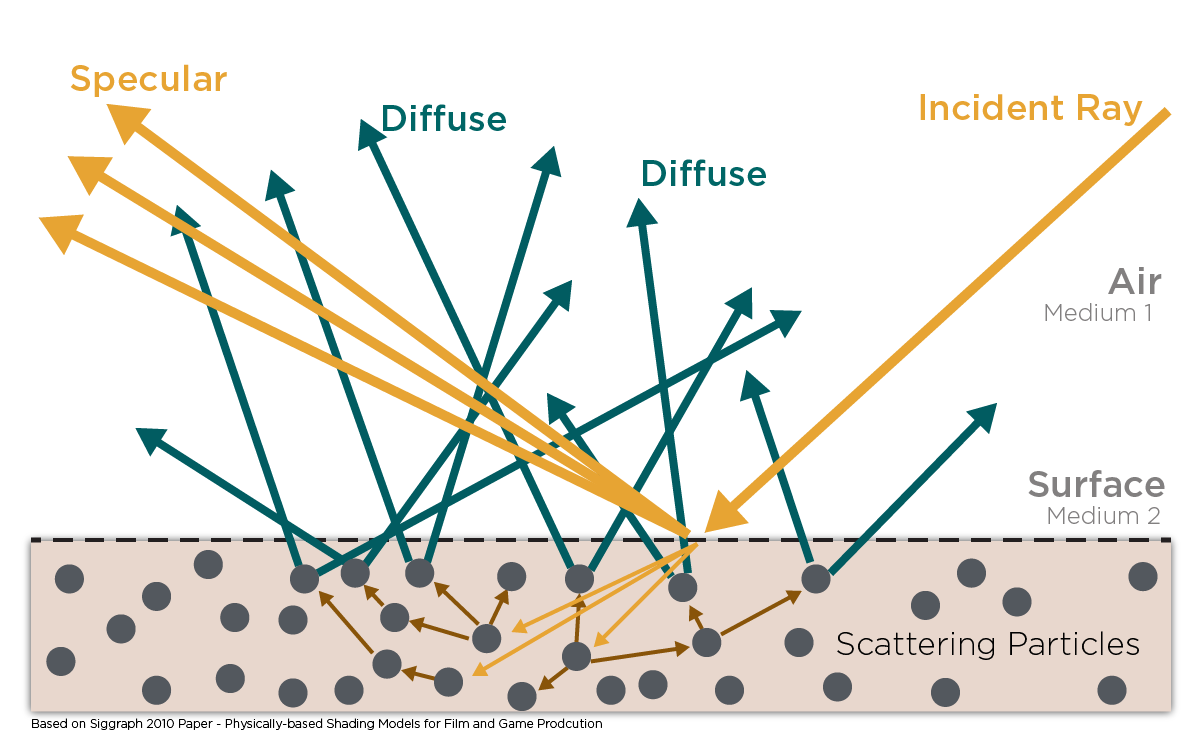 Specular
Diffuse
Incident Ray
Diffuse
Air
Medium 1
Surface
Medium 2
Scattering Particles
Based on Siggraph 2010 Paper - Physically-based Shading Models for Film and Game Prodcution